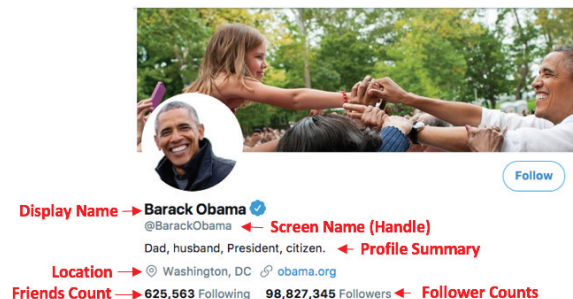 Follow
Display Name Barack Obama
@BarackObama Screen Name (Handle)
Dad, husband, President, citizen. Profile Summary
Location Washington, DC obama.org
Friends Count 625,563 Following 98,827,345 Followers Follower Counts